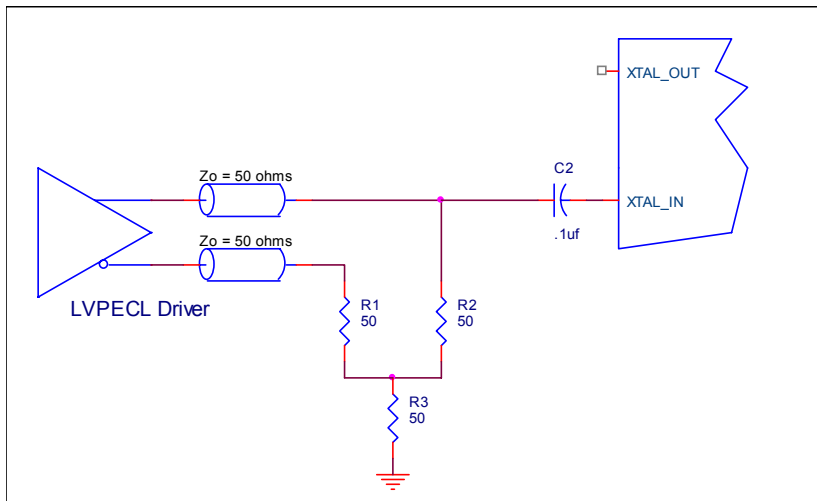 XTAL_OUT
Zo = 50 ohms
C2
XTAL_IN
.1uf
Zo = 50 ohms
LVPECL Driver
R1
50
R2
50
R3
50